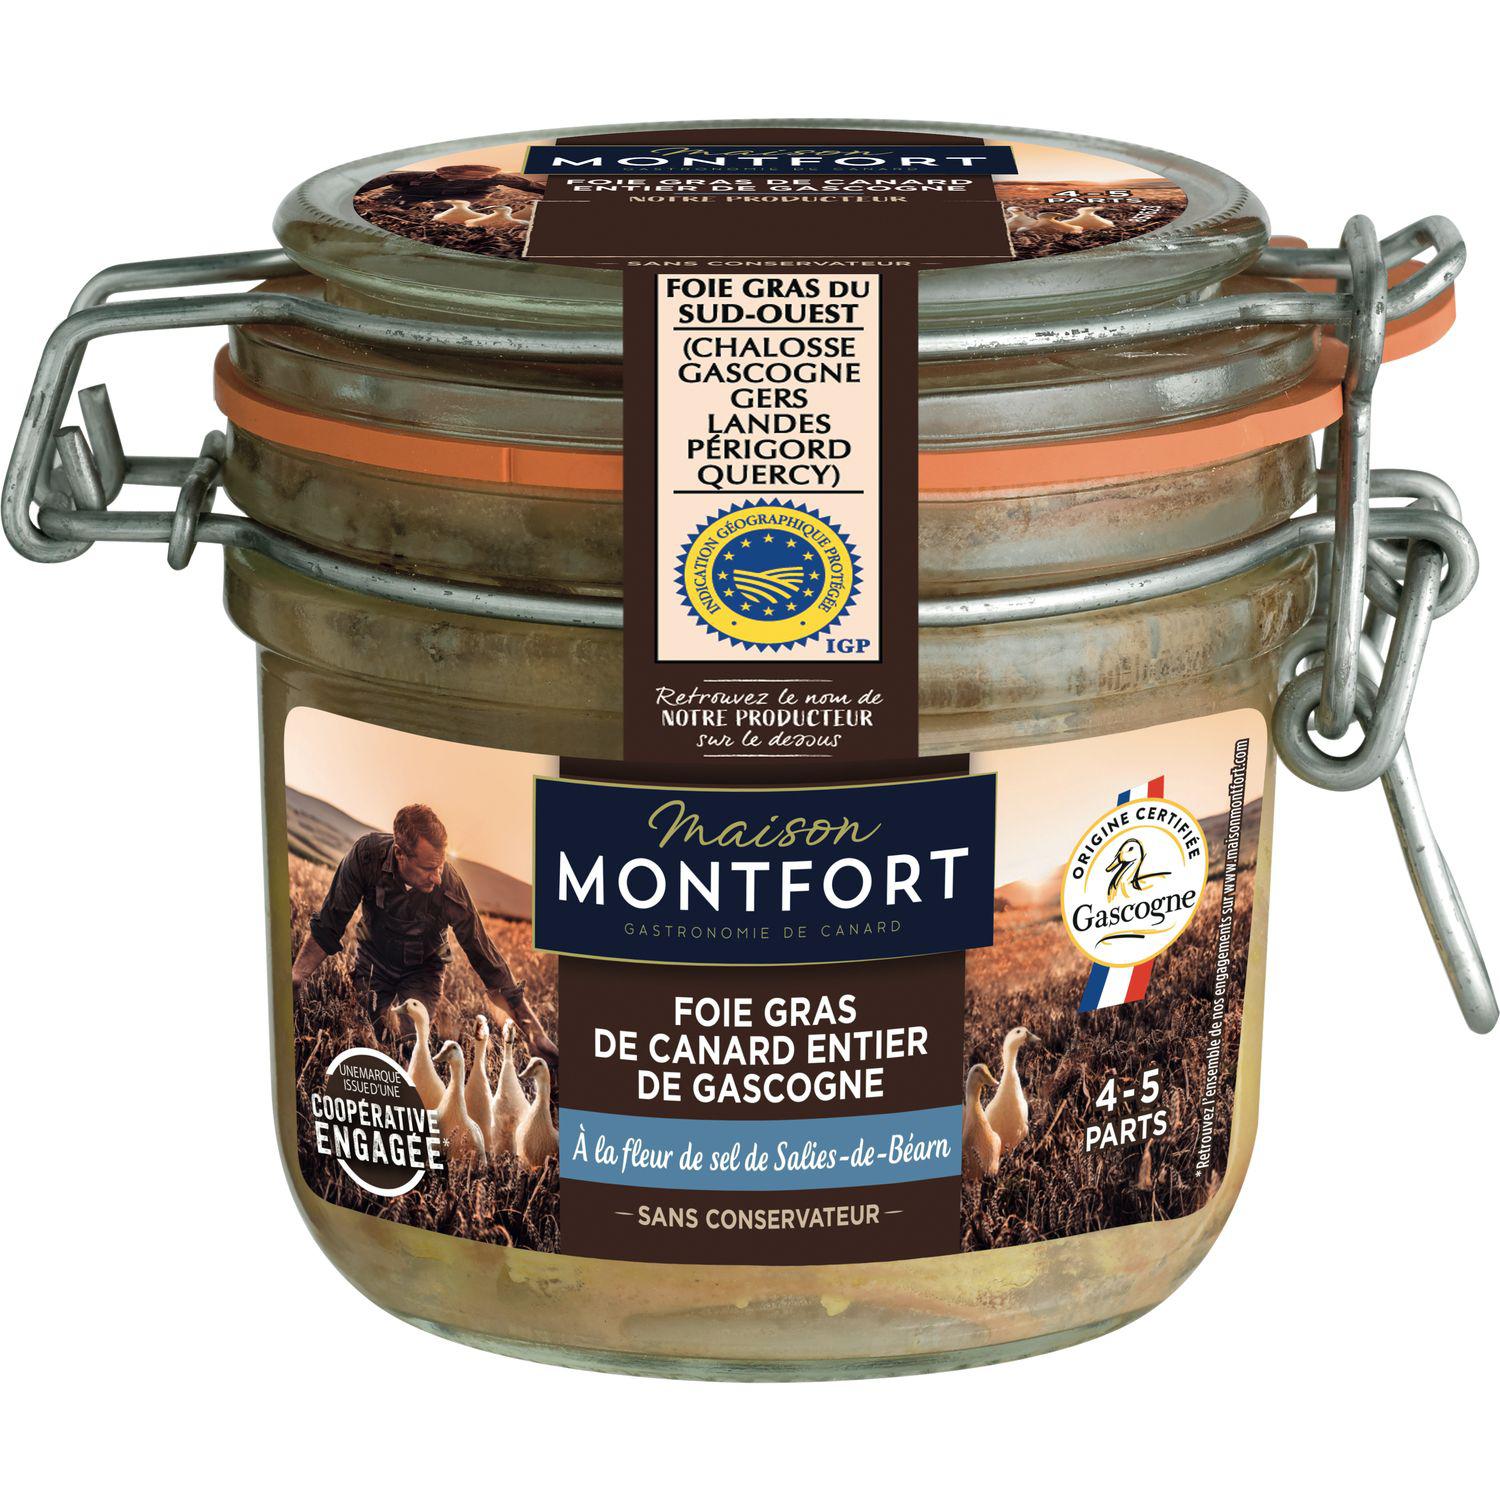 Maison
MONTFORT
GASTRONOMIE DE CANARD
FOIE GRAS DE CANARD
ENTIER DE GASCOGNE
NOTRE PRODUCTEUR
4-5
PARTS
SANS CONSERVATEUR
FOIE GRAS DU
SUD-OUEST
(CHALOSSE
GASCOGNE
GERS
LANDES
PÉRIGORD
QUERCY)
INDICATION GÉOGRAPHIQUE PROTÉGÉE
IGP
Retrouvez le nom de
NOTRE PRODUCTEUR
sur le dessus
Maison
MONTFORT
GASTRONOMIE DE CANARD
FOIE GRAS
DE CANARD ENTIER
DE GASCOGNE
À la fleur de sel de Salies-de-Béarn
– SANS CONSERVATEUR –
UNE MARQUE
ISSUE D'UNE
COOPÉRATIVE
ENGAGÉE*
ORIGINE CERTIFIÉE
Gascogne
4-5
PARTS
*Retrouvez l'ensemble de nos engagements sur www.maisonmontfort.com